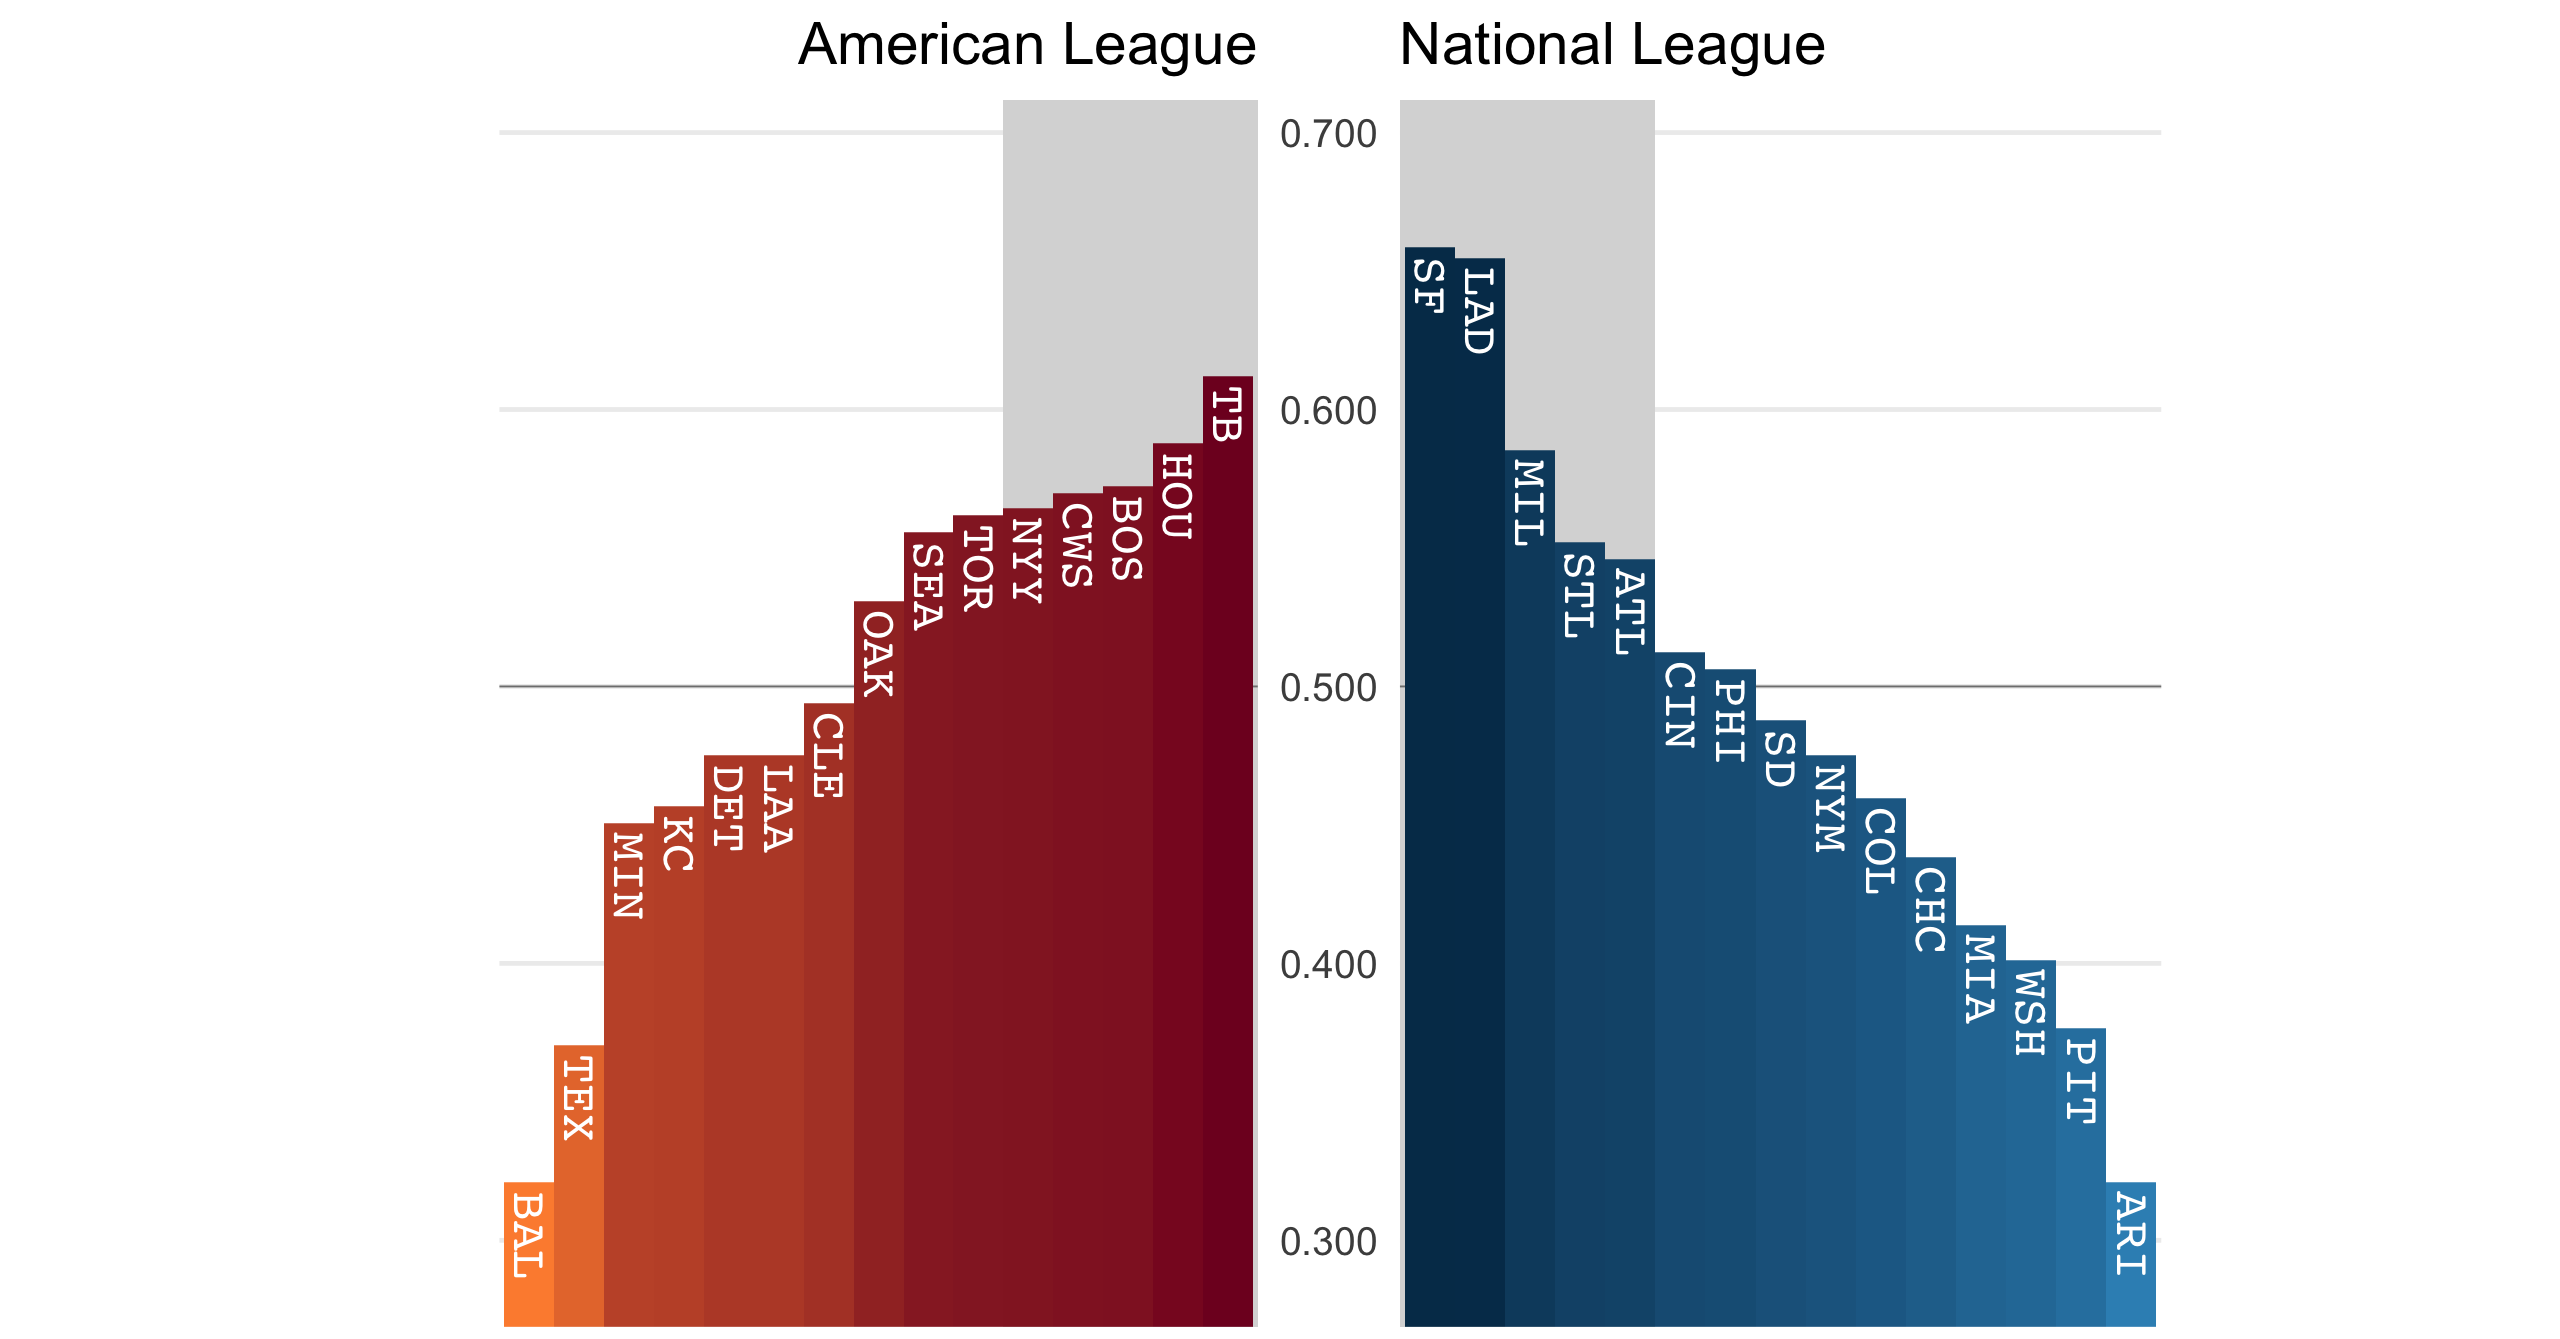 American League
National League
0.700
0.600
0.500
0.400
0.300
BAL
TEX
MIN
KC
DET
LAA
CLE
OAK
SEA
TOR
NYY
CWS
BOS
HOU
TB
SF
LAD
MIL
STL
ATL
CIN
PHI
SD
NYM
COL
CHC
MIA
WSH
PIT
ARI